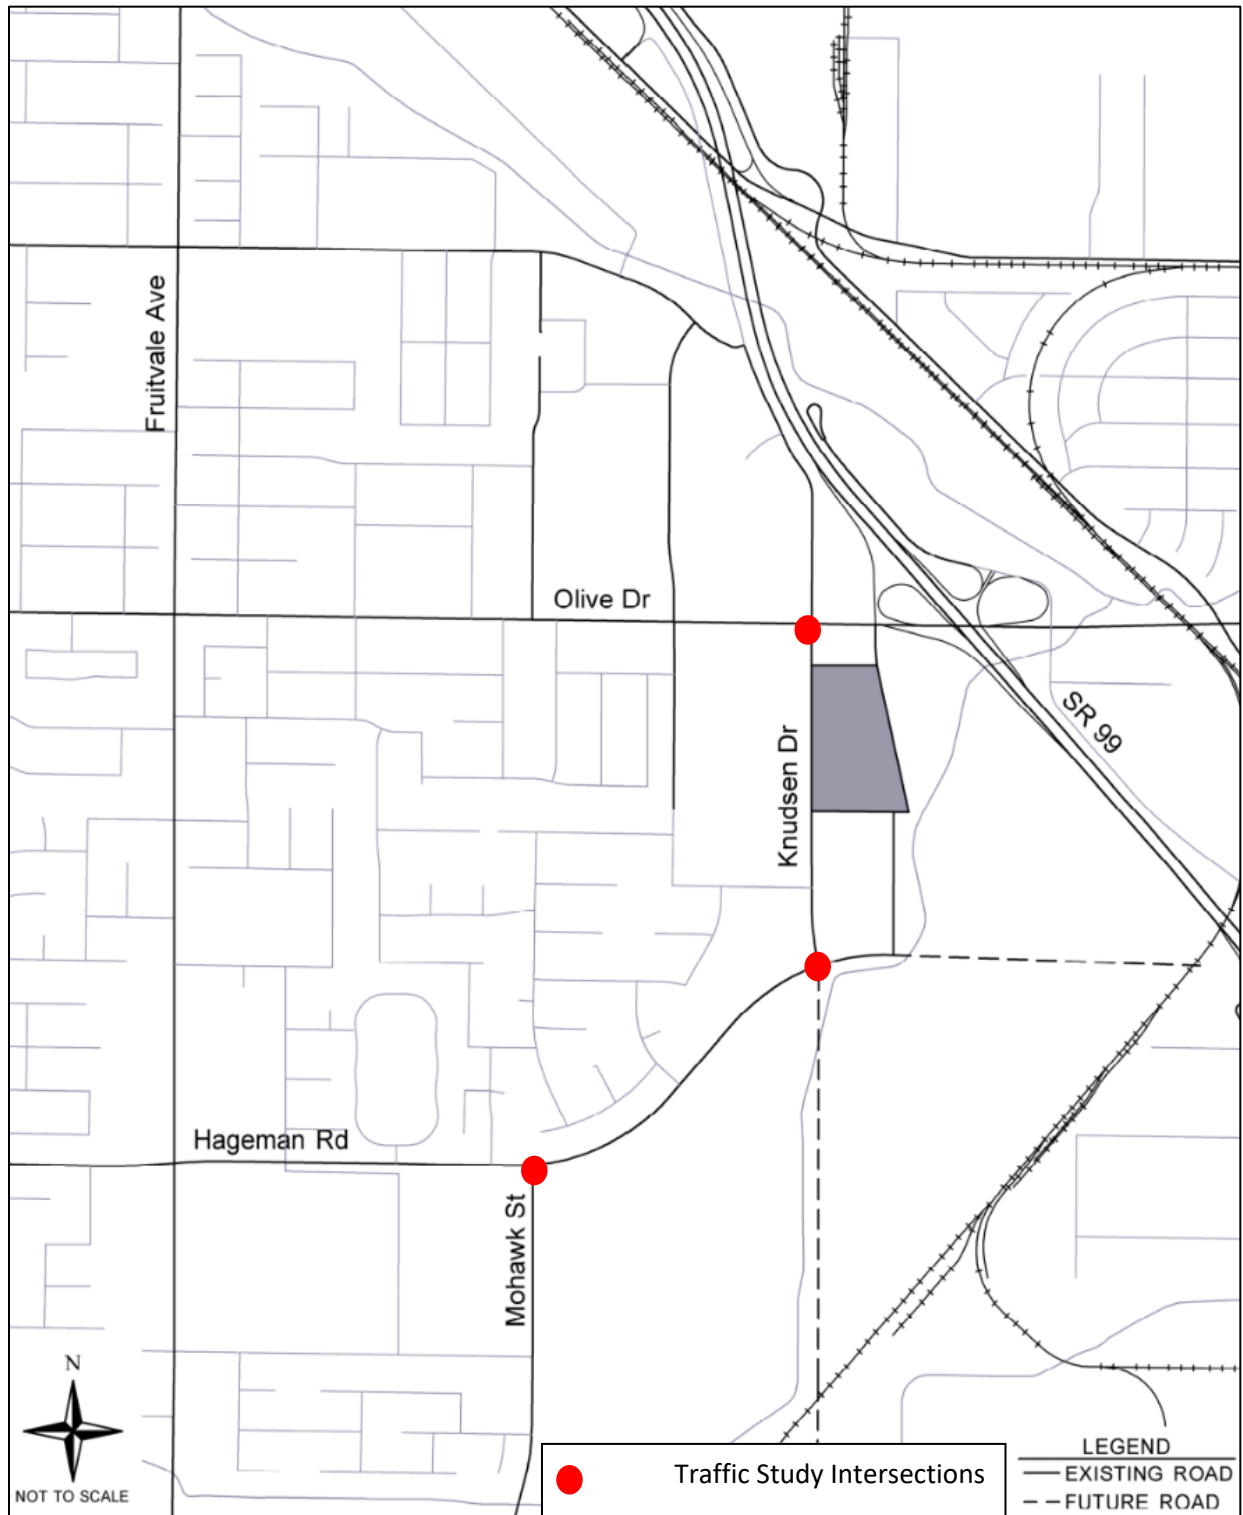 Fruitvale Ave
Olive Dr
SR 99
Knudsen Dr
Hageman Rd
Mohawk St
N
NOT TO SCALE
Traffic Study Intersections
LEGEND
EXISTING ROAD
FUTURE ROAD